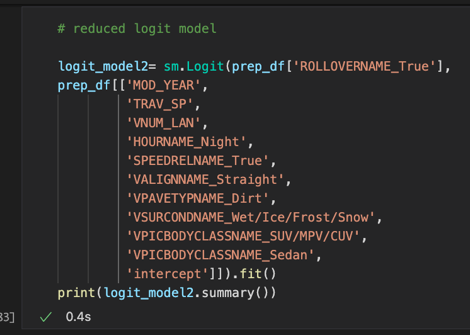 # reduced logit model
logit_model2= sm.Logit(prep_df['ROLLOVERNAME_True'],
prep_df[['MOD_YEAR',
'TRAV_SP',
'VNUM_LAN',
'HOURNAME_Night',
'SPEEDRELNAME_True',
'VALIGNNAME_Straight',
'VPAVETYPNAME_Dirt',
'VSURCONDNAME_Wet/Ice/Frost/Snow',
'VPICBODYCLASSNAME_SUV/MPV/CUV',
'VPICBODYCLASSNAME_Sedan',
'intercept']]).fit()
print(logit_model2.summary())
33] ✓ 0.4s